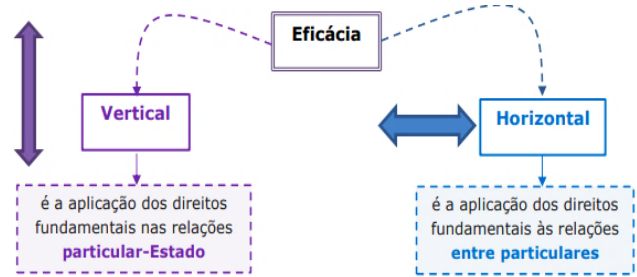 Eficácia
Vertical
é a aplicação dos direitos
fundamentais nas relações
particular-Estado
Horizontal
é a aplicação dos direitos
fundamentais às relações
entre particulares